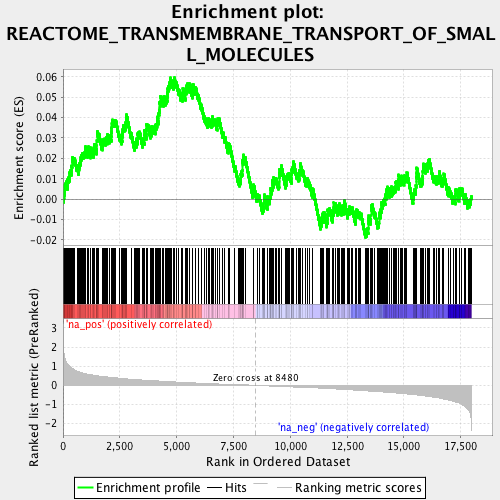 Enrichment plot:
REACTOME_TRANSMEMBRANE_TRANSPORT_OF_SMAL
L_MOLECULES
Enrichment score (ES)
0.06
0.05
0.04
0.03
0.02
0.01
0.00
-0.01
-0.02
'na_pos' (positively correlated)
Ranked list metric (PreRanked)
3
2
1
0
-1
-2
Zero cross at 8480
'na_neg' (negatively correlated)
0
2,500
5,000
7,500
10,000
12,500
15,000
17,500
Rank in Ordered Dataset
Enrichment profile
Hits
Ranking metric scores